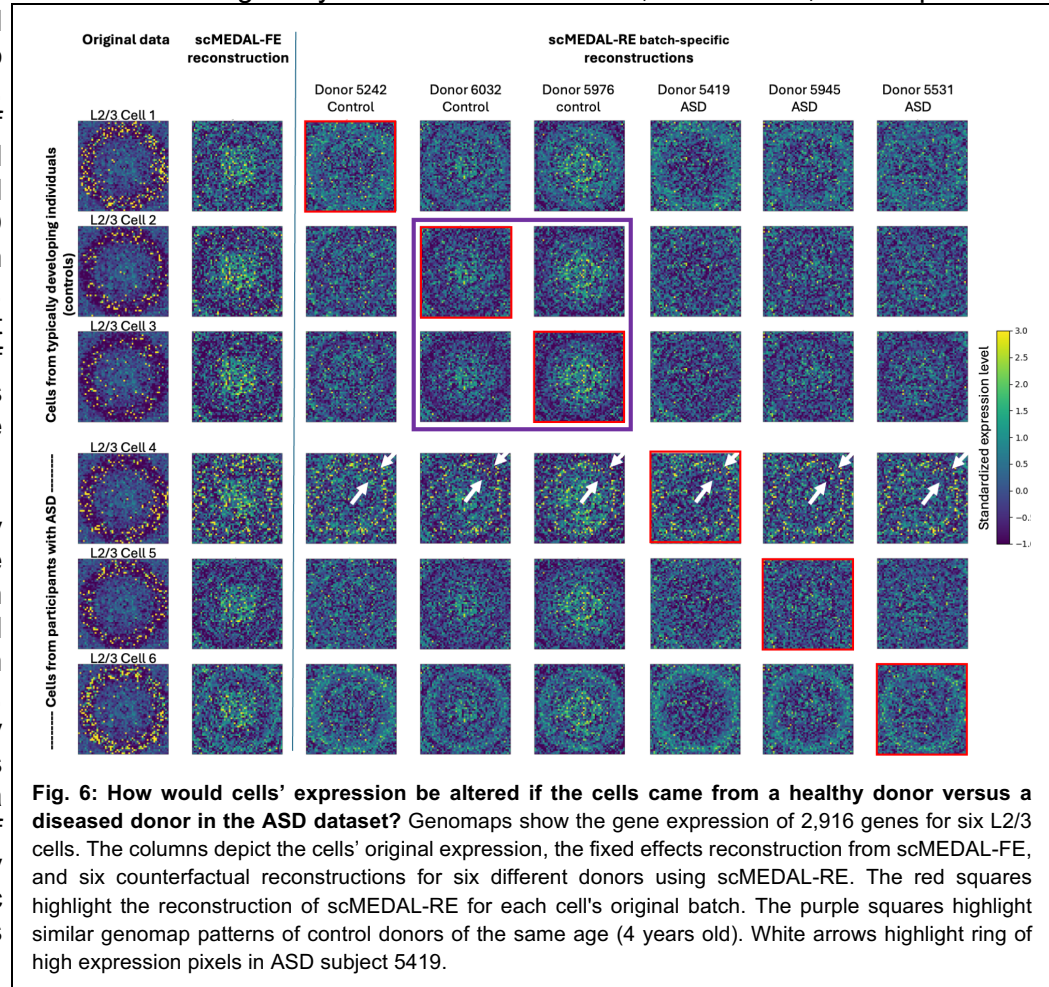 Original data
scMEDAL-FE
reconstruction
scMEDAL-RE batch-specific
reconstructions
Donor 5242
Control
Donor 6032
Control
Donor 5976
control
Donor 5419
ASD
Donor 5945
ASD
Donor 5531
ASD
Cells from typically developing individuals
(controls)
L2/3 Cell 1
L2/3 Cell 2
L2/3 Cell 3
-------- Cells from participants with ASD --------
L2/3 Cell 4
L2/3 Cell 5
L2/3 Cell 6
Standardized expression level
3.0
2.5
2.0
1.5
1.0
0.5
0.0
−0.
−1.
Fig. 6: How would cells’ expression be altered if the cells came from a healthy donor versus a
diseased donor in the ASD dataset? Genomaps show the gene expression of 2,916 genes for six L2/3
cells. The columns depict the cells’ original expression, the fixed effects reconstruction from scMEDAL-FE,
and six counterfactual reconstructions for six different donors using scMEDAL-RE. The red squares
highlight the reconstruction of scMEDAL-RE for each cell's original batch. The purple squares highlight
similar genomap patterns of control donors of the same age (4 years old). White arrows highlight ring of
high expression pixels in ASD subject 5419.